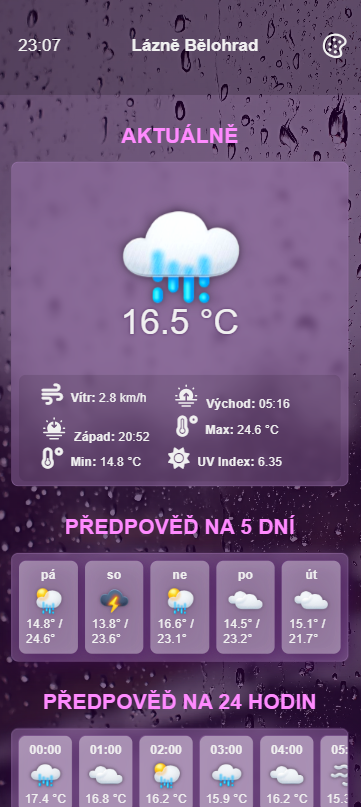 23:07 Lázně Bělohrad
AKTUÁLNĚ
16.5 °C
Vítr: 2.8 km/h
Východ: 05:16
Západ: 20:52
Max: 24.6 °C
Min: 14.8 °C
UV Index: 6.35
PŘEDPOVĚĎ NA 5 DNÍ
pá so ne po út
14.8° / 13.8° / 16.6° / 14.5° / 15.1° /
24.6° 23.6° 23.1° 23.2° 21.7°
PŘEDPOVĚĎ NA 24 HODIN
00:00 01:00 02:00 03:00 04:00 05:
17.4 °C 16.8 °C 16.2 °C 15.9 °C 16.2 °C 15.